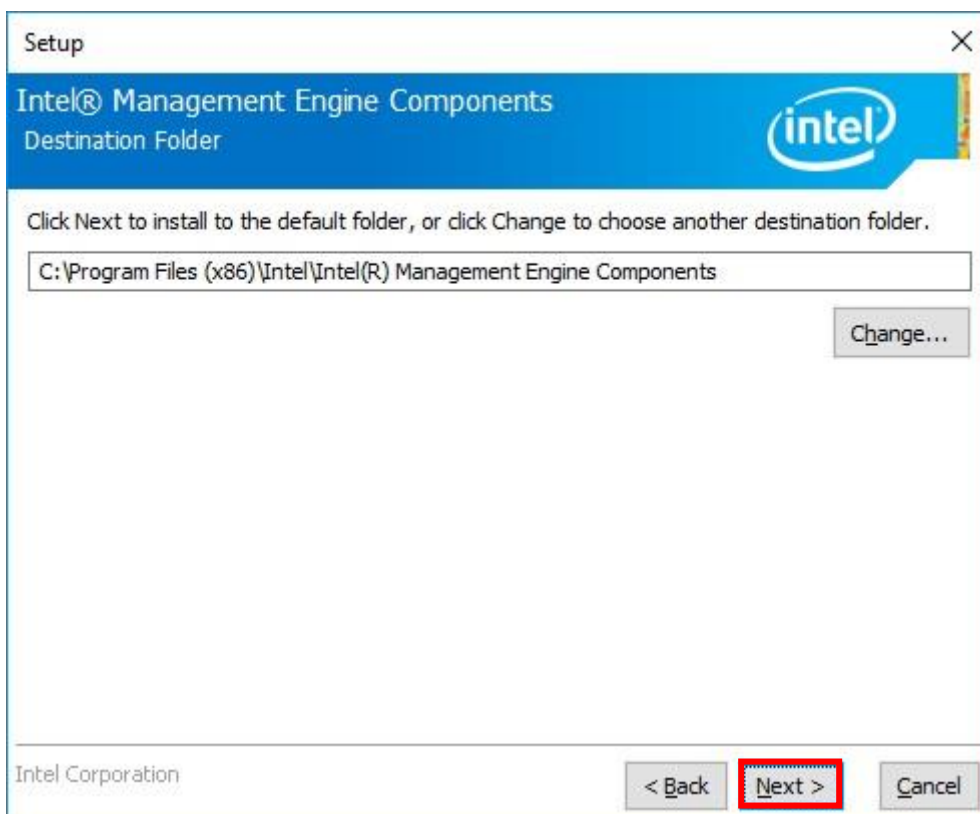 Setup
Intel® Management Engine Components
Destination Folder
intel
Click Next to install to the default folder, or click Change to choose another destination folder.
C:\Program Files (x86)\Intel\Intel(R) Management Engine Components
Change...
Intel Corporation
< Back
Next >
Cancel